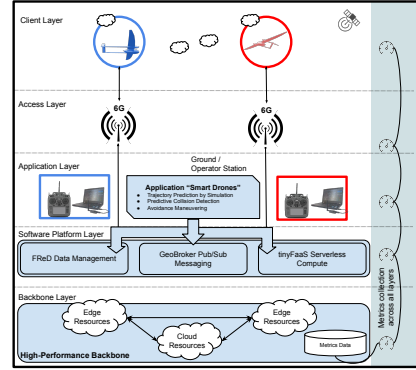 Client Layer
6G
6G
Access Layer
Ground /
Operator Station
Application Layer
Application "Smart Drones"
Trajectory Prediction by Simulation
Predictive Collision Detection
Avoidance Maneuvering
Software Platform Layer
FReD Data Management
GeoBroker Pub/Sub
Messaging
tinyFaaS Serverless
Compute
Backbone Layer
Edge
Resources
Edge
Resources
Cloud
Resources
Metrics Data
High-Performance Backbone
Metrics collection
across all layers